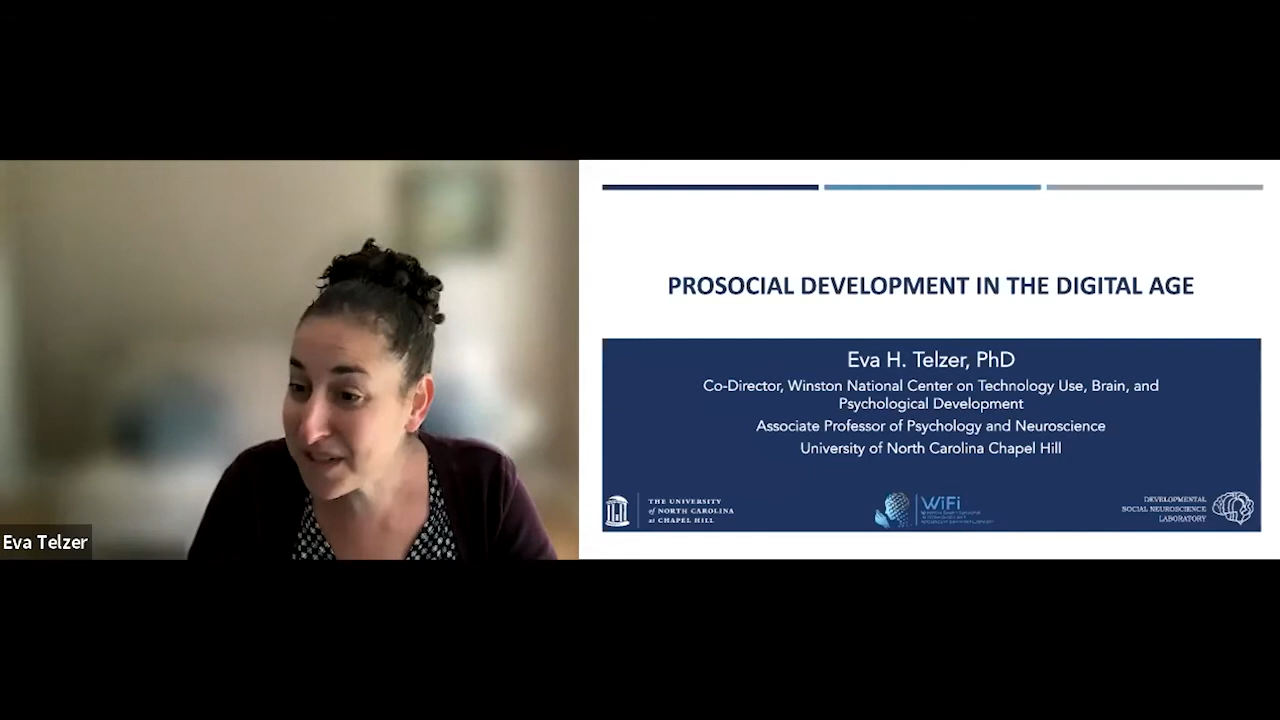 PROSOCIAL DEVELOPMENT IN THE DIGITAL AGE
Eva H. Telzer, PhD
Co-Director, Winston National Center on Technology Use, Brain, and
Psychological Development
Associate Professor of Psychology and Neuroscience
University of North Carolina Chapel Hill
THE UNIVERSITY
of NORTH CAROLINA
at CHAPEL HILL
WiFi
DEVELOPMENTAL
SOCIAL NEUROSCIENCE
LABORATORY
Eva Telzer